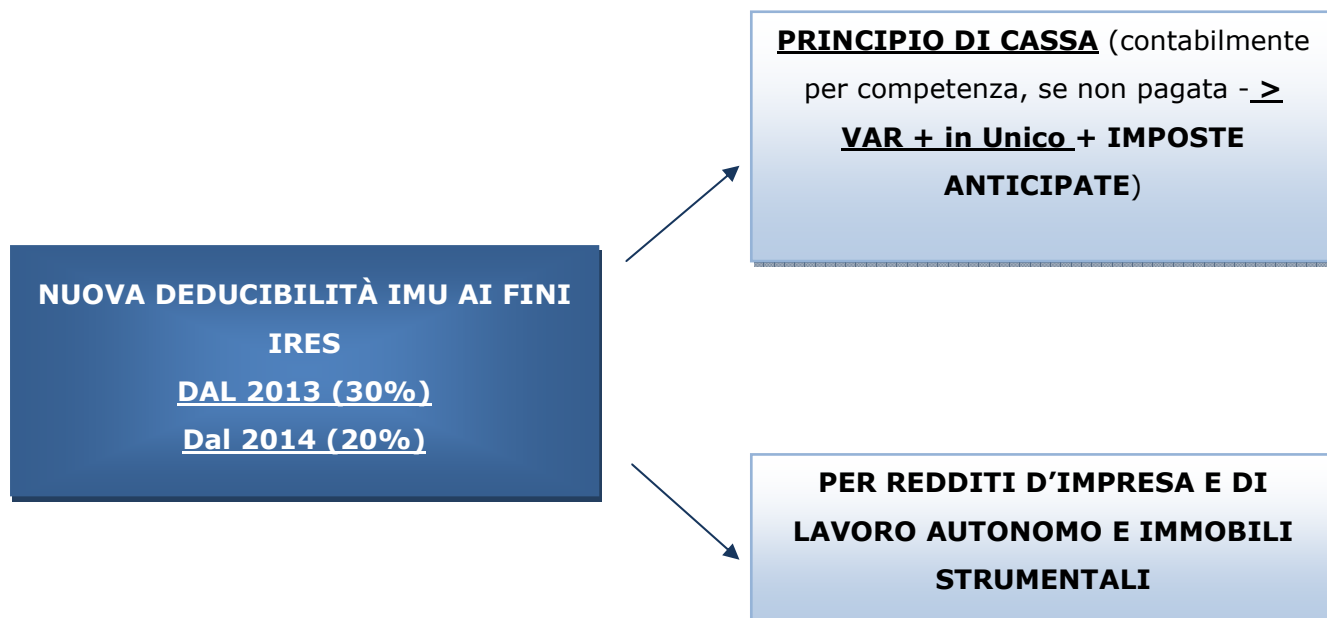 PRINCIPIO DI CASSA (contabilmente
per competenza, se non pagata - >
VAR + in Unico + IMPOSTE
ANTICIPATE)
NUOVA DEDUCIBILITÀ IMU AI FINI
IRES
DAL 2013 (30%)
Dal 2014 (20%)
PER REDDITI D’IMPRESA E DI
LAVORO AUTONOMO E IMMOBILI
STRUMENTALI